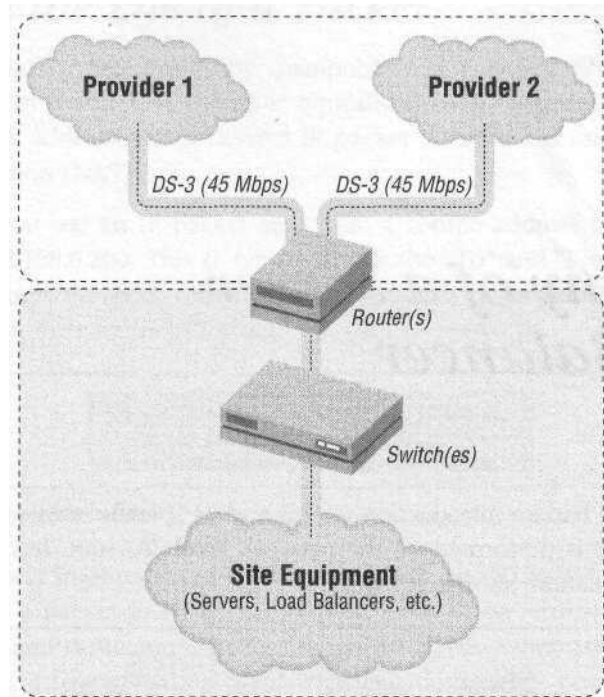 Provider 1
Provider 2
DS-3 (45 Mbps)
DS-3 (45 Mbps)
Router(s)
Switch(es)
Site Equipment
(Servers, Load Balancers, etc.)